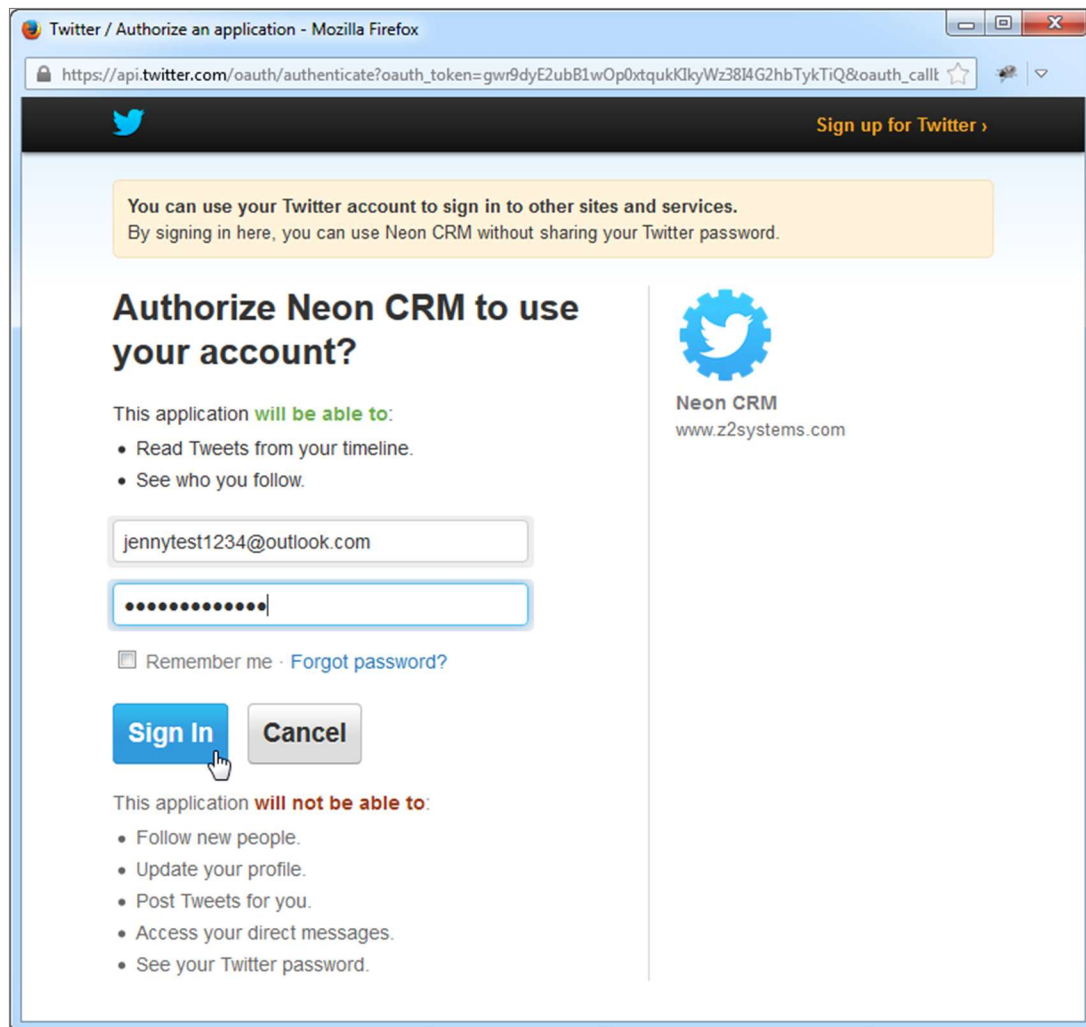 Twitter / Authorize an application - Mozilla Firefox
https://api.twitter.com/oauth/authenticate?oauth_token=gwr9dyE2ubB1wOp0xtqukKIkyWz38I4G2hbTykTiQ&oauth_callb
Sign up for Twitter ›
You can use your Twitter account to sign in to other sites and services.
By signing in here, you can use Neon CRM without sharing your Twitter password.
Authorize Neon CRM to use
your account?
This application will be able to:
• Read Tweets from your timeline.
• See who you follow.
jennytest1234@outlook.com
•••••••••••••
Remember me · Forgot password?
Sign In
Cancel
This application will not be able to:
• Follow new people.
• Update your profile.
• Post Tweets for you.
• Access your direct messages.
• See your Twitter password.
Neon CRM
www.z2systems.com